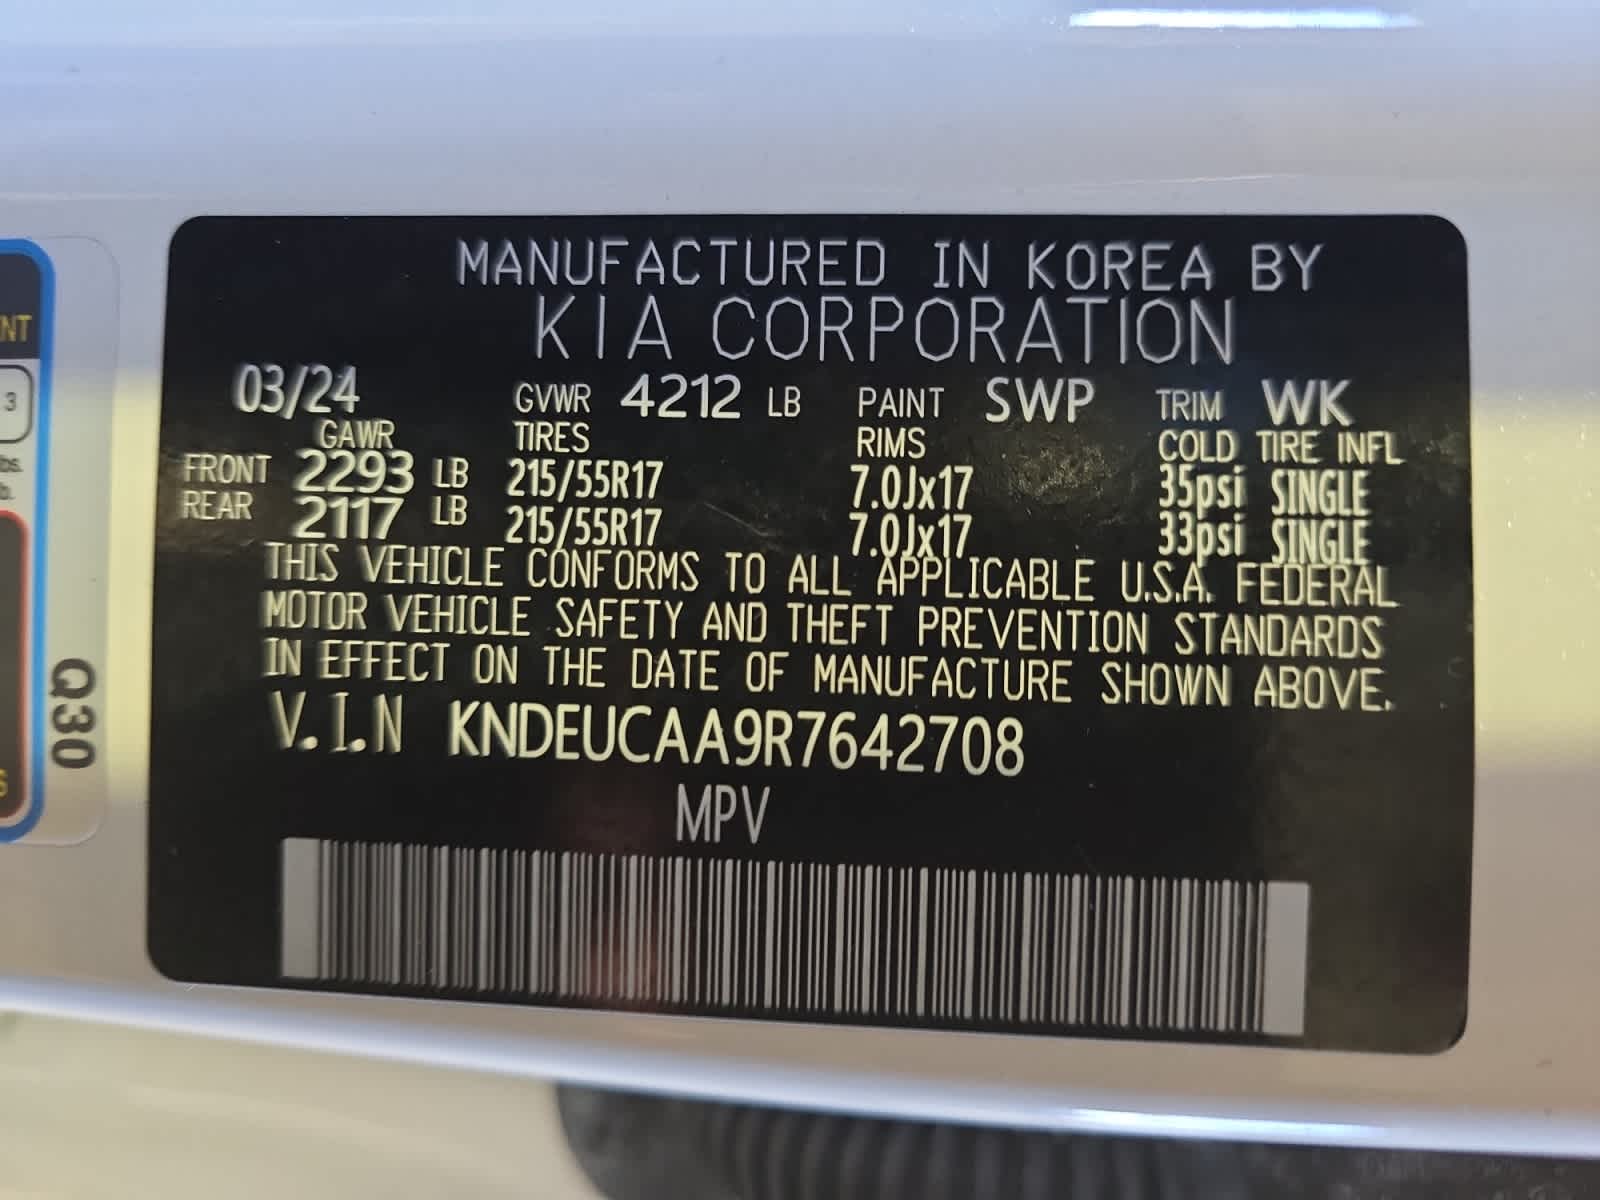 MANUFACTURED IN KOREA BY
KIA CORPORATION
03/24 GVWR 4212 LB PAINT SWP TRIM WK
GAWR TIRES RIMS COLD TIRE INFL
FRONT 2293 LB 215/55R17 7.0Jx17 35psi SINGLE
REAR 2117 LB 215/55R17 7.0Jx17 33psi SINGLE
THIS VEHICLE CONFORMS TO ALL APPLICABLE U.S.A. FEDERAL
MOTOR VEHICLE SAFETY AND THEFT PREVENTION STANDARDS
IN EFFECT ON THE DATE OF MANUFACTURE SHOWN ABOVE.
V.I.N KNDEUCAA9R7642708
MPV
NT
3
bs.
b.
S
Q30